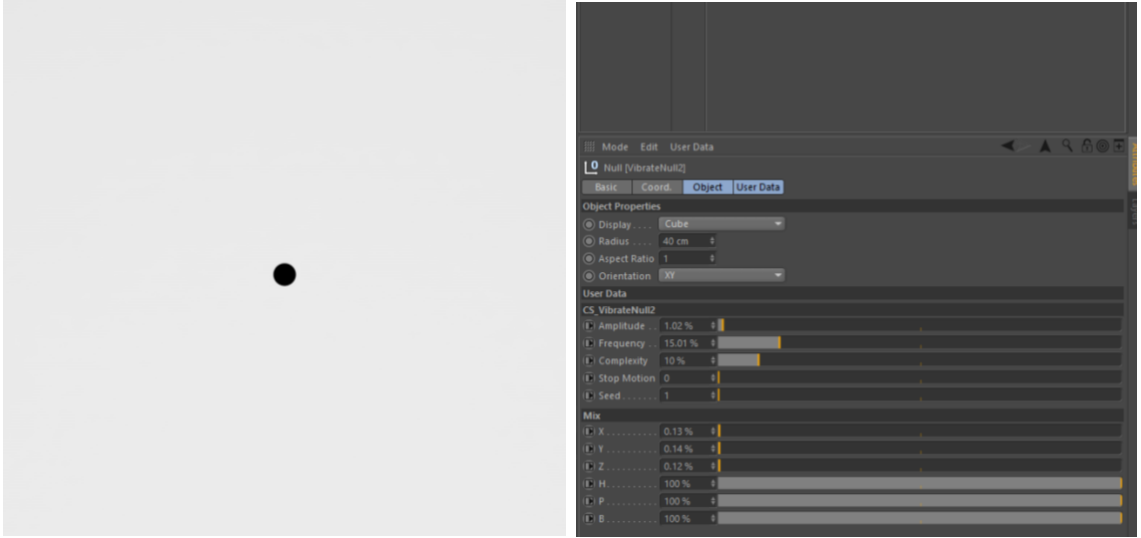 Mode Edit User Data
0 Null [VibrateNull2]
Basic Coord. Object User Data
Object Properties
Display . . . . Cube
Radius . . . . 40 cm
Aspect Ratio 1
Orientation XY
User Data
CS_VibrateNull2
Amplitude . . 1.02 %
Frequency . . 15.01 %
Complexity 10 %
Stop Motion 0
Seed . . . . . . . 1
Mix
X . . . . . . . . . . 0.13 %
Y . . . . . . . . . . 0.14 %
Z . . . . . . . . . . 0.12 %
H . . . . . . . . . . 100 %
P . . . . . . . . . . 100 %
B . . . . . . . . . . 100 %